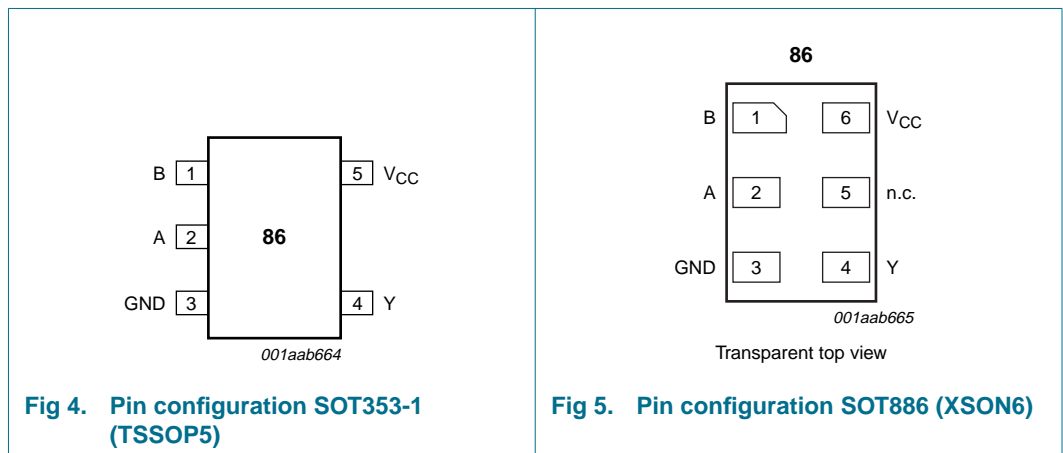 B 1 5 VCC
A 2 86
GND 3 4 Y
001aab664
Fig 4. Pin configuration SOT353-1
(TSSOP5)
86
B 1 6 VCC
A 2 5 n.c.
GND 3 4 Y
001aab665
Transparent top view
Fig 5. Pin configuration SOT886 (XSON6)